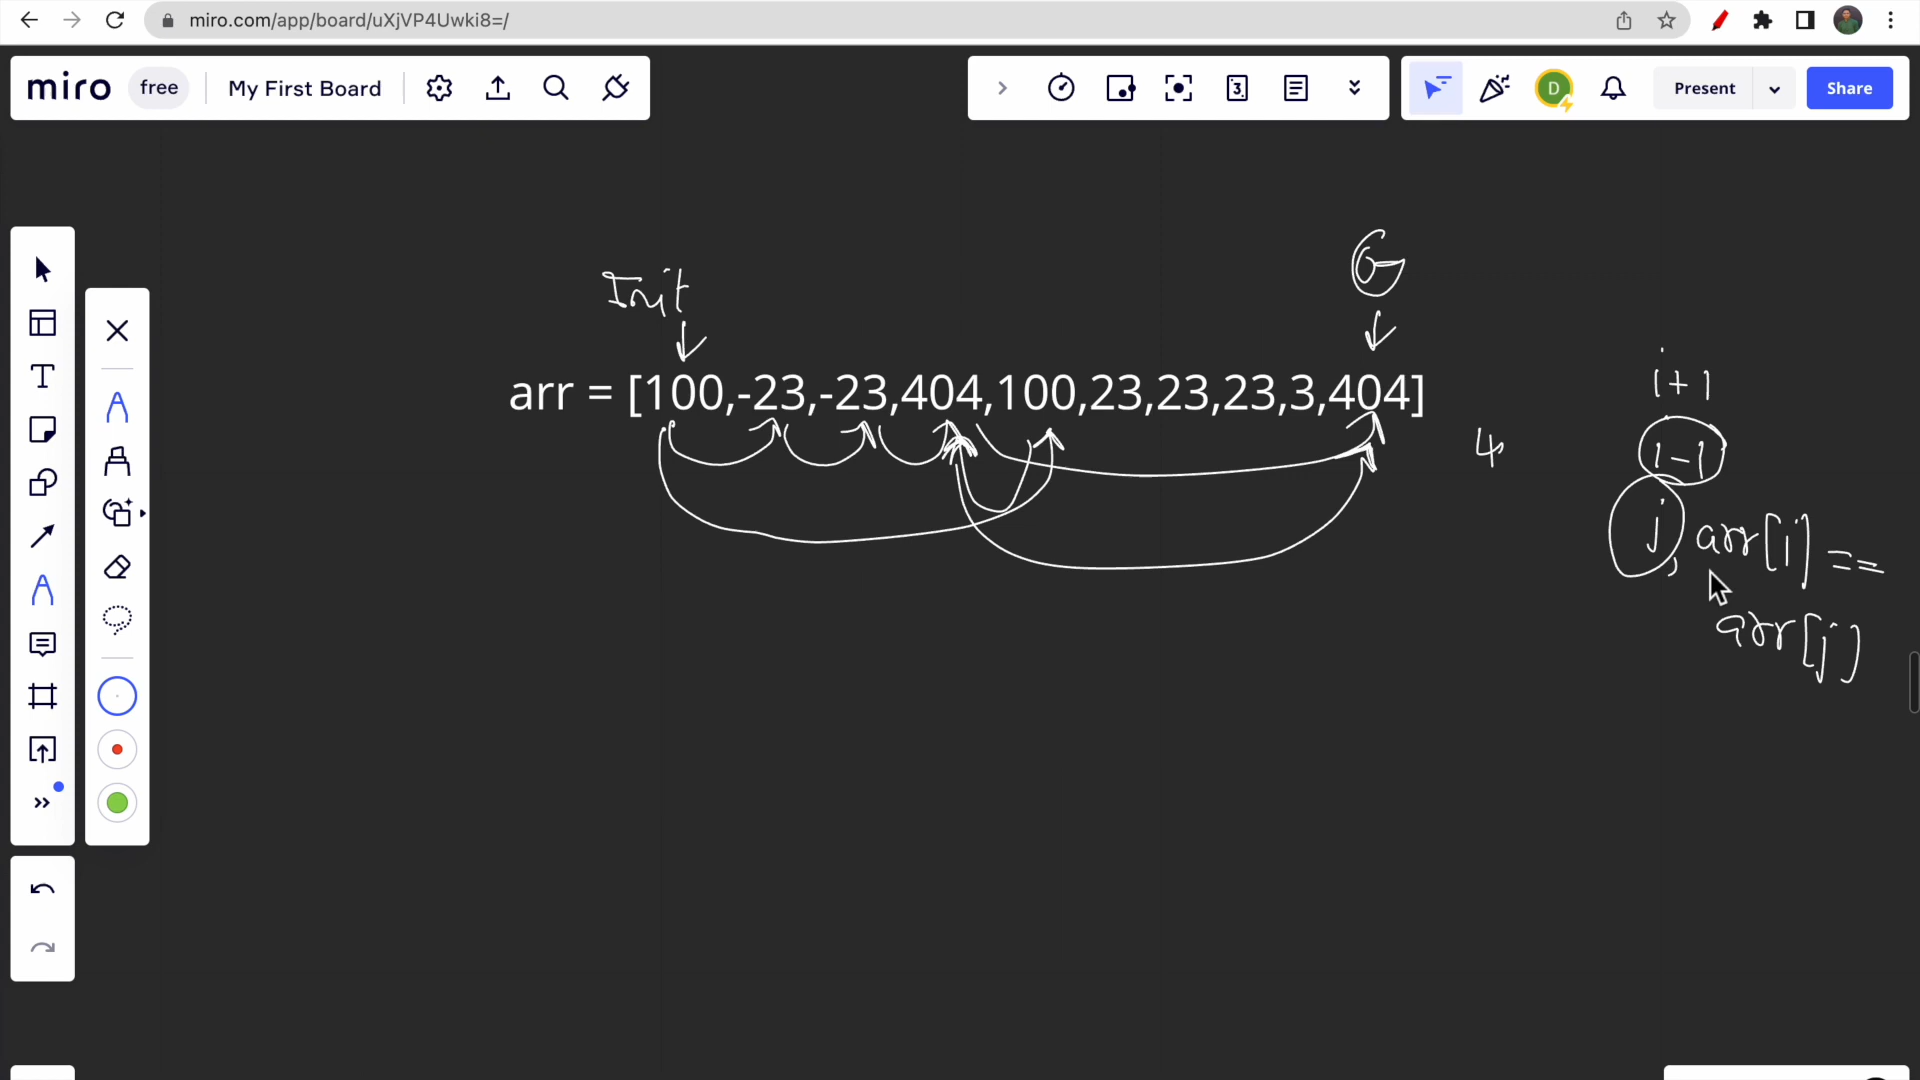 miro.com/app/board/uXjVP4Uwki8=/
miro free My First Board
3
D
Present
Share
Init
G
arr = [100,-23,-23,404,100,23,23,23,3,404]
i+1
i-1
4
j, arr[i] ==
arr[j]
T